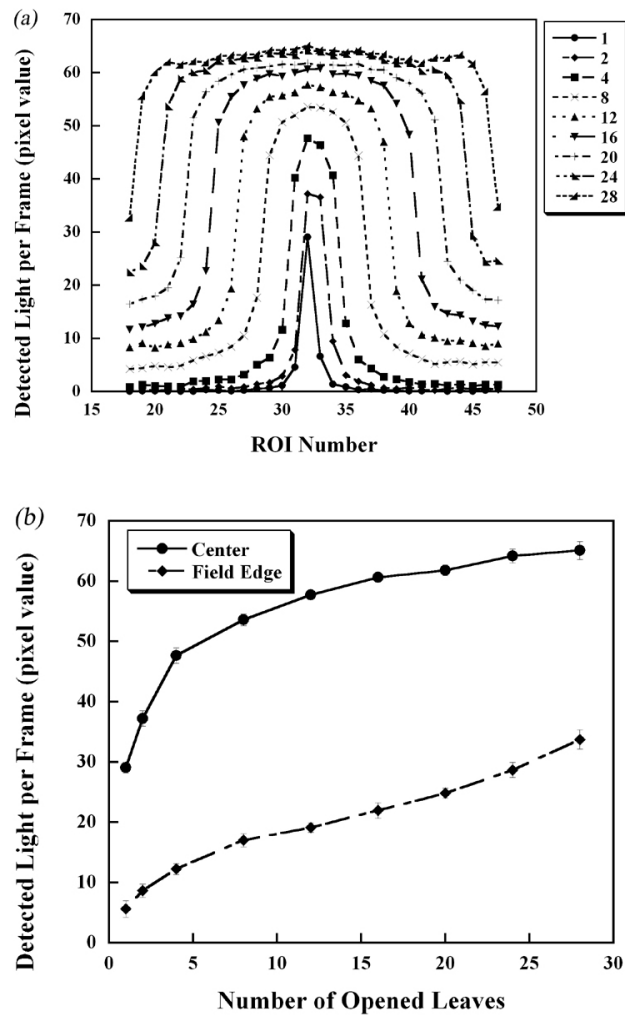 (a)
70
60
50
40
30
20
10
0
Detected Light per Frame (pixel value)
15 20 25 30 35 40 45 50
ROI Number
1
2
4
8
12
16
20
24
28
(b)
70
60
50
40
30
20
10
0
Detected Light per Frame (pixel value)
Center
Field Edge
0 5 10 15 20 25 30
Number of Opened Leaves